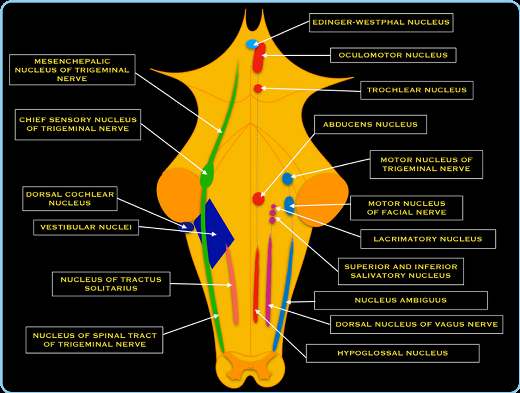 EDINGER-WESTPHAL NUCLEUS
OCULOMOTOR NUCLEUS
MESENCHEPALIC
NUCLEUS OF TRIGEMINAL
NERVE
TROCHLEAR NUCLEUS
CHIEF SENSORY NUCLEUS
OF TRIGEMINAL NERVE
ABDUCENS NUCLEUS
MOTOR NUCLEUS OF
TRIGEMINAL NERVE
DORSAL COCHLEAR
NUCLEUS
MOTOR NUCLEUS
OF FACIAL NERVE
VESTIBULAR NUCLEI
LACRIMATORY NUCLEUS
SUPERIOR AND INFERIOR
SALIVATORY NUCLEUS
NUCLEUS OF TRACTUS
SOLITARIUS
NUCLEUS AMBIGUUS
DORSAL NUCLEUS OF VAGUS NERVE
NUCLEUS OF SPINAL TRACT
OF TRIGEMINAL NERVE
HYPOGLOSSAL NUCLEUS